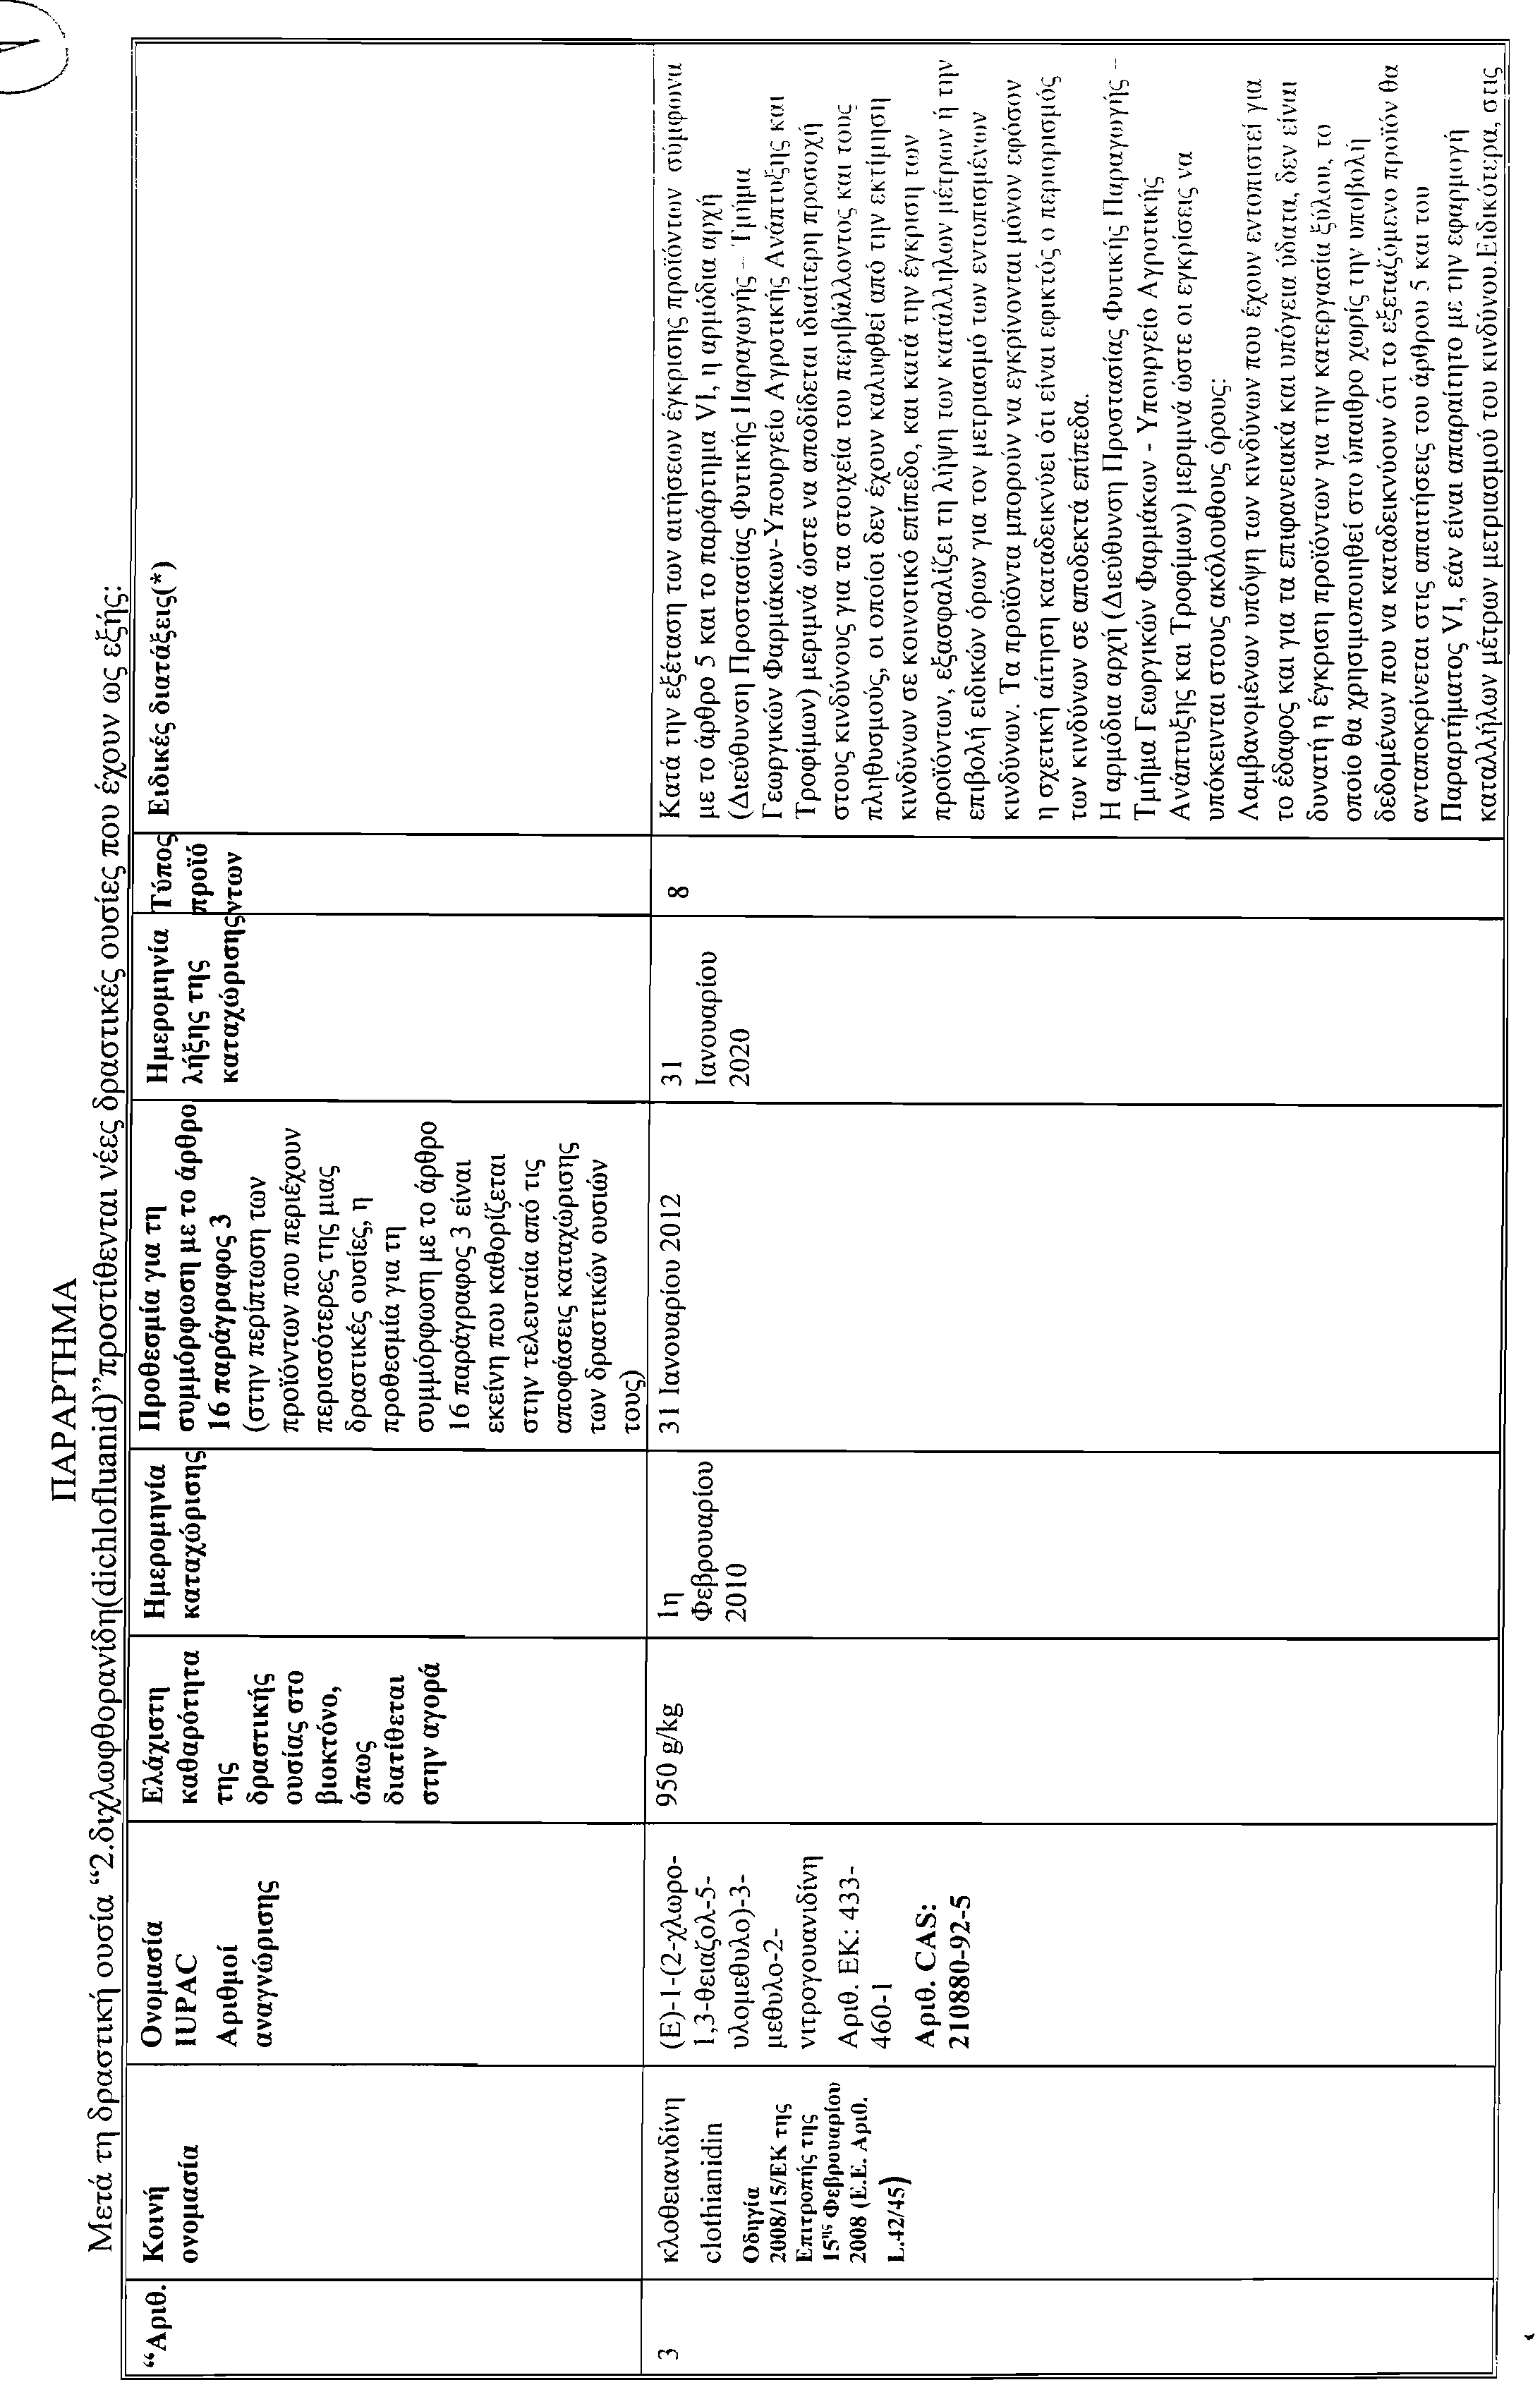 ΠΑΡΑΡΤΗΜΑ
Μετά τη δραστική ουσία “2.διχλωφθορανίδη(dichlofluanid)”προστίθενται νέες δραστικές ουσίες που έχουν ως εξής:
“Αριθ.
Κοινή
ονομασία
Ονομασία
IUPAC
Αριθμοί
αναγνώρισης
Ελάχιστη
καθαρότητα
της
δραστικής
ουσίας στο
βιοκτόνο,
όπως
διατίθεται
στην αγορά
Ημερομηνία
καταχώρισης
Προθεσμία για τη
συμμόρφωση με το άρθρο
16 παράγραφος 3
(στην περίπτωση των
προϊόντων που περιέχουν
περισσότερες της μιας
δραστικές ουσίες, η
προθεσμία για τη
συμμόρφωση με το άρθρο
16 παράγραφος 3 είναι
εκείνη που καθορίζεται
στην τελευταία από τις
αποφάσεις καταχώρισης
των δραστικών ουσιών
τους)
Ημερομηνία
λήξης της
καταχώρισης
Τύπος
προϊό
ντων
Ειδικές διατάξεις(*)
3
κλοθειανιδίνη
clothianidin
Οδηγία
2008/15/ΕΚ της
Επιτροπής της
15ης Φεβρουαρίου
2008 (Ε.Ε. Αριθ.
L.42/45)
(Ε)-1-(2-χλωρο-
1,3-θειαζολ-5-
υλομεθυλο)-3-
μεθυλο-2-
νιτρογουανιδίνη
Αριθ. ΕΚ: 433-
460-1
Αριθ. CAS:
210880-92-5
950 g/kg
1η
Φεβρουαρίου
2010
31 Ιανουαρίου 2012
31
Ιανουαρίου
2020
8
Κατά την εξέταση των αιτήσεων έγκρισης προϊόντων σύμφωνα
με το άρθρο 5 και το παράρτημα VI, η αρμόδια αρχή
(Διεύθυνση Προστασίας Φυτικής Παραγωγής – Τμήμα
Γεωργικών Φαρμάκων-Υπουργείο Αγροτικής Ανάπτυξης και
Τροφίμων) μεριμνά ώστε να αποδίδεται ιδιαίτερη προσοχή
στους κινδύνους για τα στοιχεία του περιβάλλοντος και τους
πληθυσμούς, οι οποίοι δεν έχουν καλυφθεί από την εκτίμηση
κινδύνων σε κοινοτικό επίπεδο, και κατά την έγκριση των
προϊόντων, εξασφαλίζει τη λήψη των κατάλληλων μέτρων ή την
επιβολή ειδικών όρων για τον μετριασμό των εντοπισμένων
κινδύνων. Τα προϊόντα μπορούν να εγκρίνονται μόνον εφόσον
η σχετική αίτηση καταδεικνύει ότι είναι εφικτός ο περιορισμός
των κινδύνων σε αποδεκτά επίπεδα.
Η αρμόδια αρχή (Διεύθυνση Προστασίας Φυτικής Παραγωγής –
Τμήμα Γεωργικών Φαρμάκων - Υπουργείο Αγροτικής
Ανάπτυξης και Τροφίμων) μεριμνά ώστε οι εγκρίσεις να
υπόκεινται στους ακόλουθους όρους:
Λαμβανομένων υπόψη των κινδύνων που έχουν εντοπιστεί για
το έδαφος και για τα επιφανειακά και υπόγεια ύδατα, δεν είναι
δυνατή η έγκριση προϊόντων για την κατεργασία ξύλου, το
οποίο θα χρησιμοποιηθεί στο ύπαιθρο χωρίς την υποβολή
δεδομένων που να καταδεικνύουν ότι το εξεταζόμενο προϊόν θα
ανταποκρίνεται στις απαιτήσεις του άρθρου 5 και του
Παραρτήματος VI, εάν είναι απαραίτητο με την εφαρμογή
καταλλήλων μέτρων μετριασμού του κινδύνου.Ειδικότερα, στις